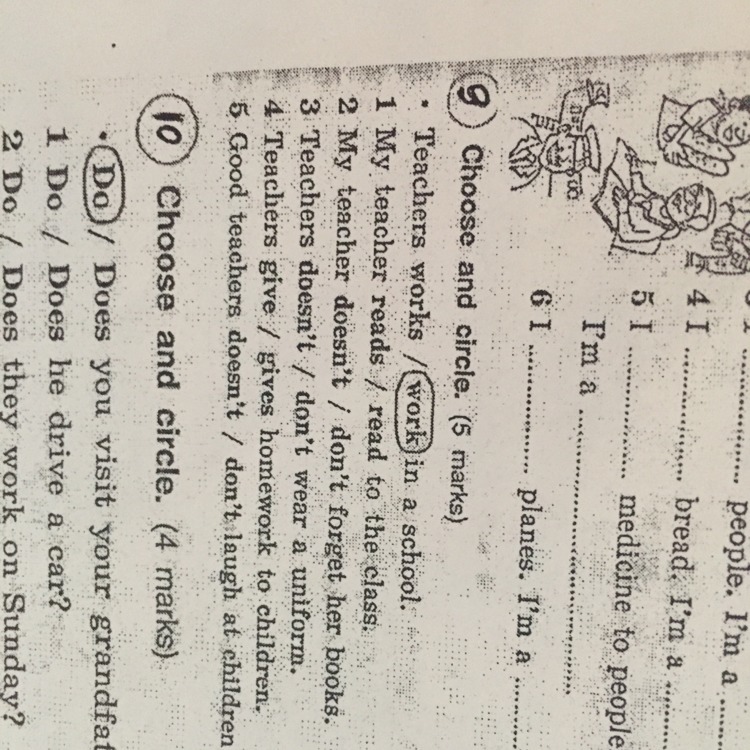 people. I'm a ..........
4 I .................... bread. I'm a ..........
5 I .................... medicine to people
I'm a ........................................
6 I .................... planes. I'm a ..........
9 Choose and circle. (5 marks)
• Teachers works / work in a school.
1 My teacher reads / read to the class.
2 My teacher doesn't / don't forget her books.
3 Teachers doesn't / don't wear a uniform.
4 Teachers give / gives homework to children.
5 Good teachers doesn't / don't laugh at children
10 Choose and circle. (4 marks)
• Do / Does you visit your grandfat
1 Do / Does he drive a car?
2 Do / Does they work on Sunday?